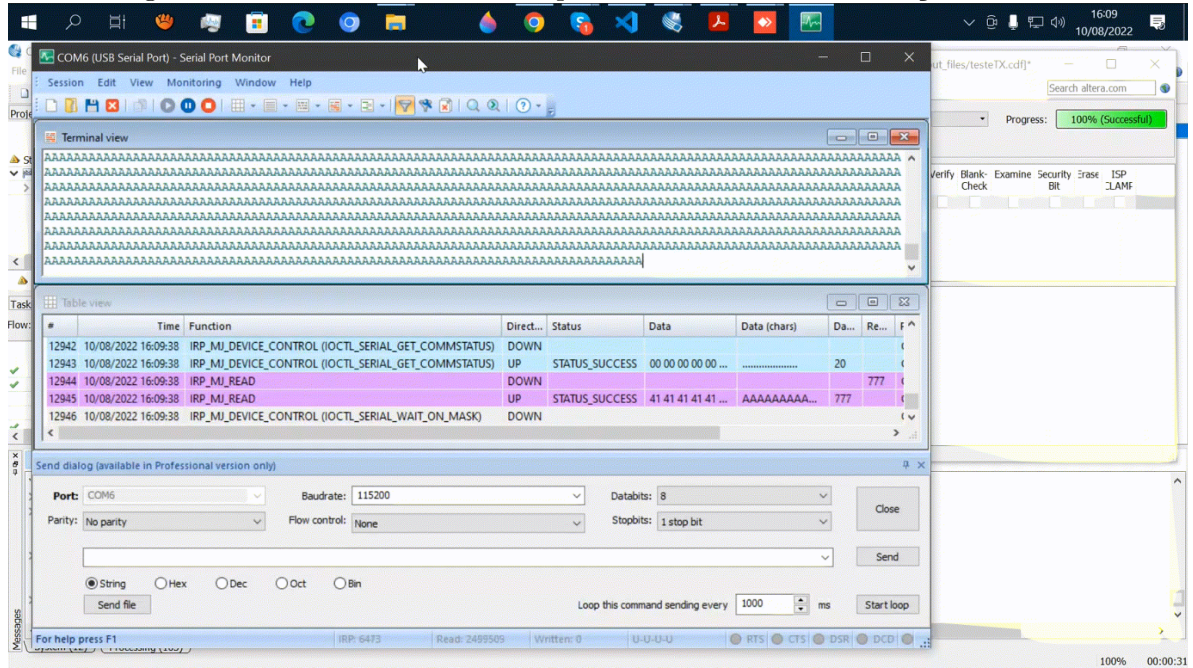 16:09
10/08/2022
COM6 (USB Serial Port) - Serial Port Monitor
out_files/testeTX.cdf]*
File
Session Edit View Monitoring Window Help
Search altera.com
Progress: 100% (Successful)
Terminal view
Verify Blank- Check Examine Security Bit Erase ISP
Table view
# Time Function Direct... Status Data Data (chars) Da... Re...
12942 10/08/2022 16:09:38 IRP_MJ_DEVICE_CONTROL (IOCTL_SERIAL_GET_COMMSTATUS) DOWN
12943 10/08/2022 16:09:38 IRP_MJ_DEVICE_CONTROL (IOCTL_SERIAL_GET_COMMSTATUS) UP STATUS_SUCCESS 00 00 00 00 00 ... .................... 20
12944 10/08/2022 16:09:38 IRP_MJ_READ DOWN 777
12945 10/08/2022 16:09:38 IRP_MJ_READ UP STATUS_SUCCESS 41 41 41 41 41 ... AAAAAAAAA... 777
12946 10/08/2022 16:09:38 IRP_MJ_DEVICE_CONTROL (IOCTL_SERIAL_WAIT_ON_MASK) DOWN
Send dialog (available in Professional version only)
Port: COM6 Baudrate: 115200 Databits: 8
Close
Parity: No parity Flow control: None Stopbits: 1 stop bit
Send
String Hex Dec Oct Bin
Send file Loop this command sending every 1000 ms Start loop
Messages
For help press F1 IRP: 6473 Read: 2489509 Written: 0 U-U-U-U RTS CTS DSR DCD
100% 00:00:31